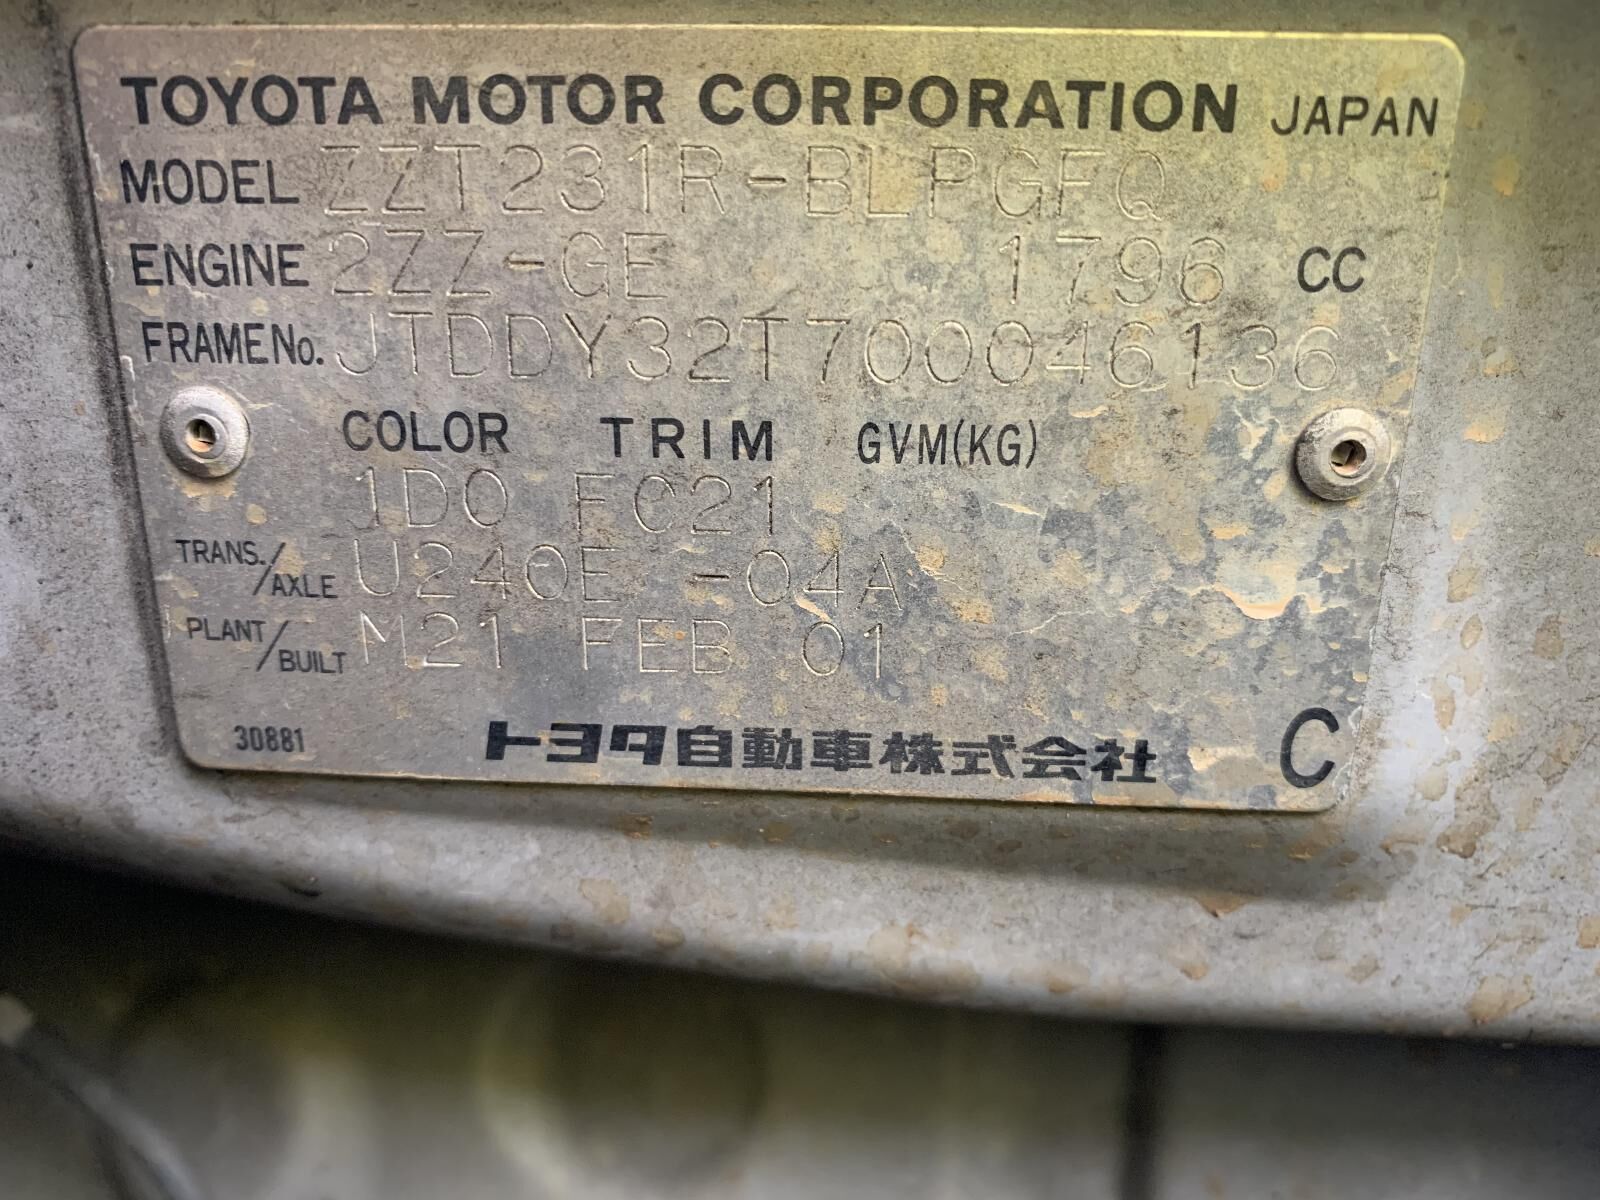 TOYOTA MOTOR CORPORATION JAPAN
MODEL ZZT231R-BLPGFQ
ENGINE 2ZZ-GE 1796 CC
FRAME No. JTDDY32T700046136
COLOR TRIM GVM(KG)
1D0 FC21
TRANS./AXLE U240E -04A
PLANT/BUILT M21 FEB 01
30881 トヨタ自動車株式会社 C